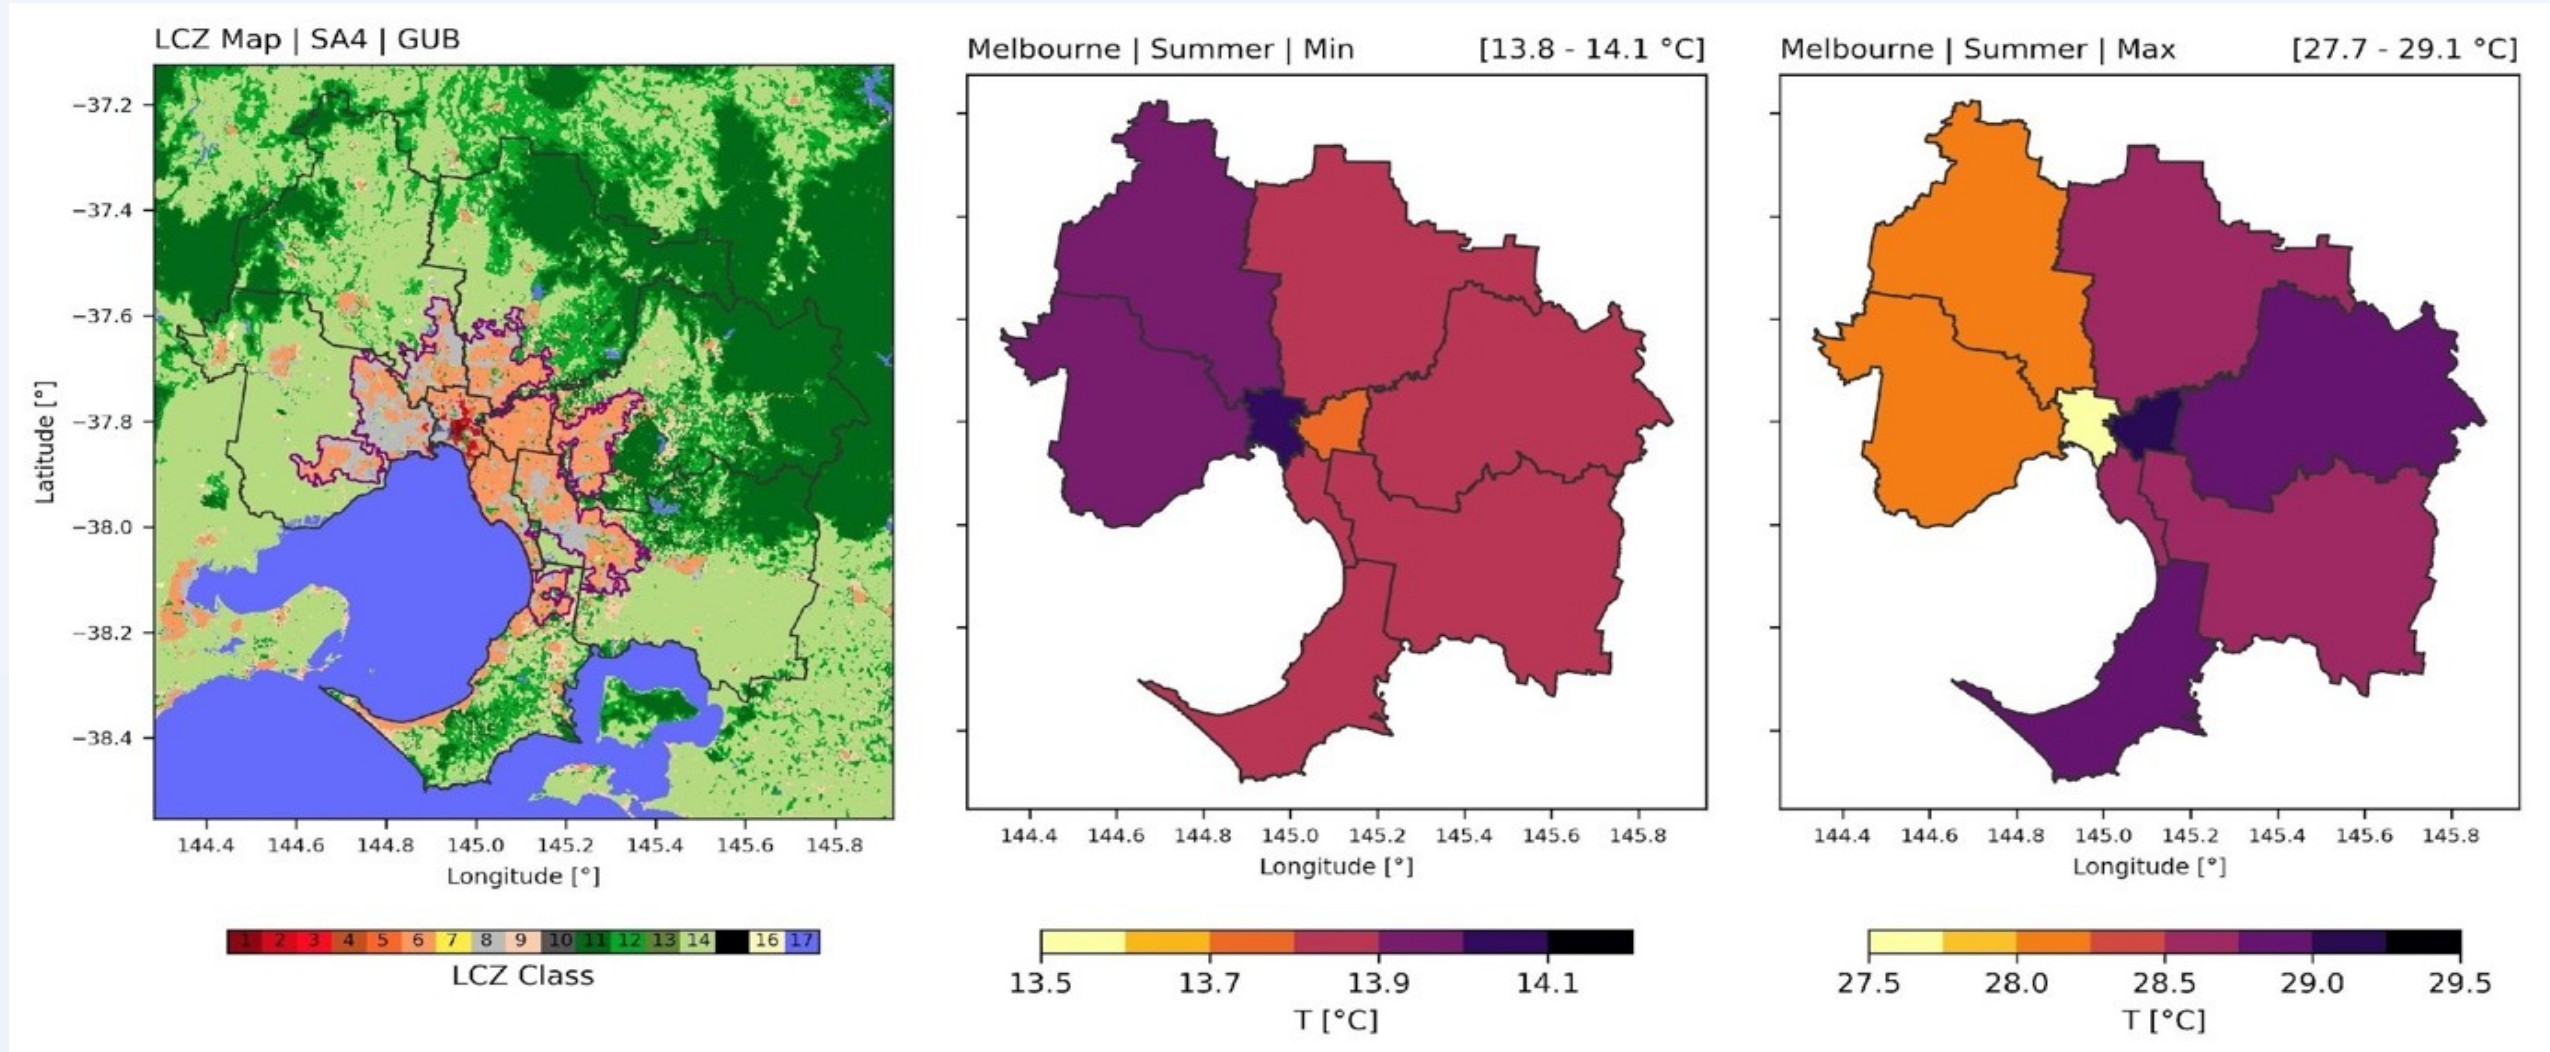 LCZ Map | SA4 | GUB
−37.2
−37.4
−37.6
−37.8
−38.0
−38.2
−38.4
Latitude [°]
144.4 144.6 144.8 145.0 145.2 145.4 145.6 145.8
Longitude [°]
1 2 3 4 5 6 7 8 9 10 11 12 13 14 16 17
LCZ Class
Melbourne | Summer | Min [13.8 - 14.1 °C]
144.4 144.6 144.8 145.0 145.2 145.4 145.6 145.8
Longitude [°]
13.5 13.7 13.9 14.1
T [°C]
Melbourne | Summer | Max [27.7 - 29.1 °C]
144.4 144.6 144.8 145.0 145.2 145.4 145.6 145.8
Longitude [°]
27.5 28.0 28.5 29.0 29.5
T [°C]